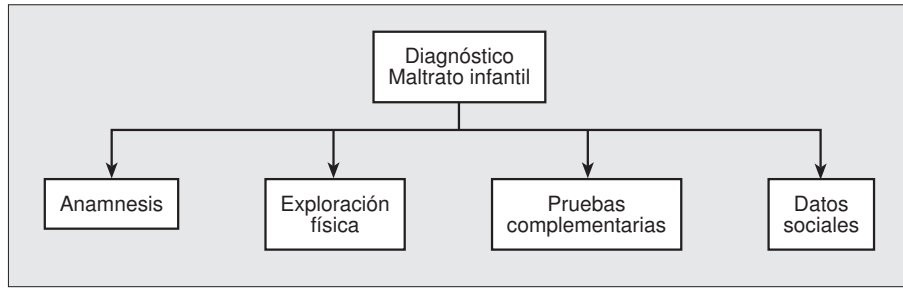 Diagnóstico
Maltrato infantil
Anamnesis
Exploración
física
Pruebas
complementarias
Datos
sociales